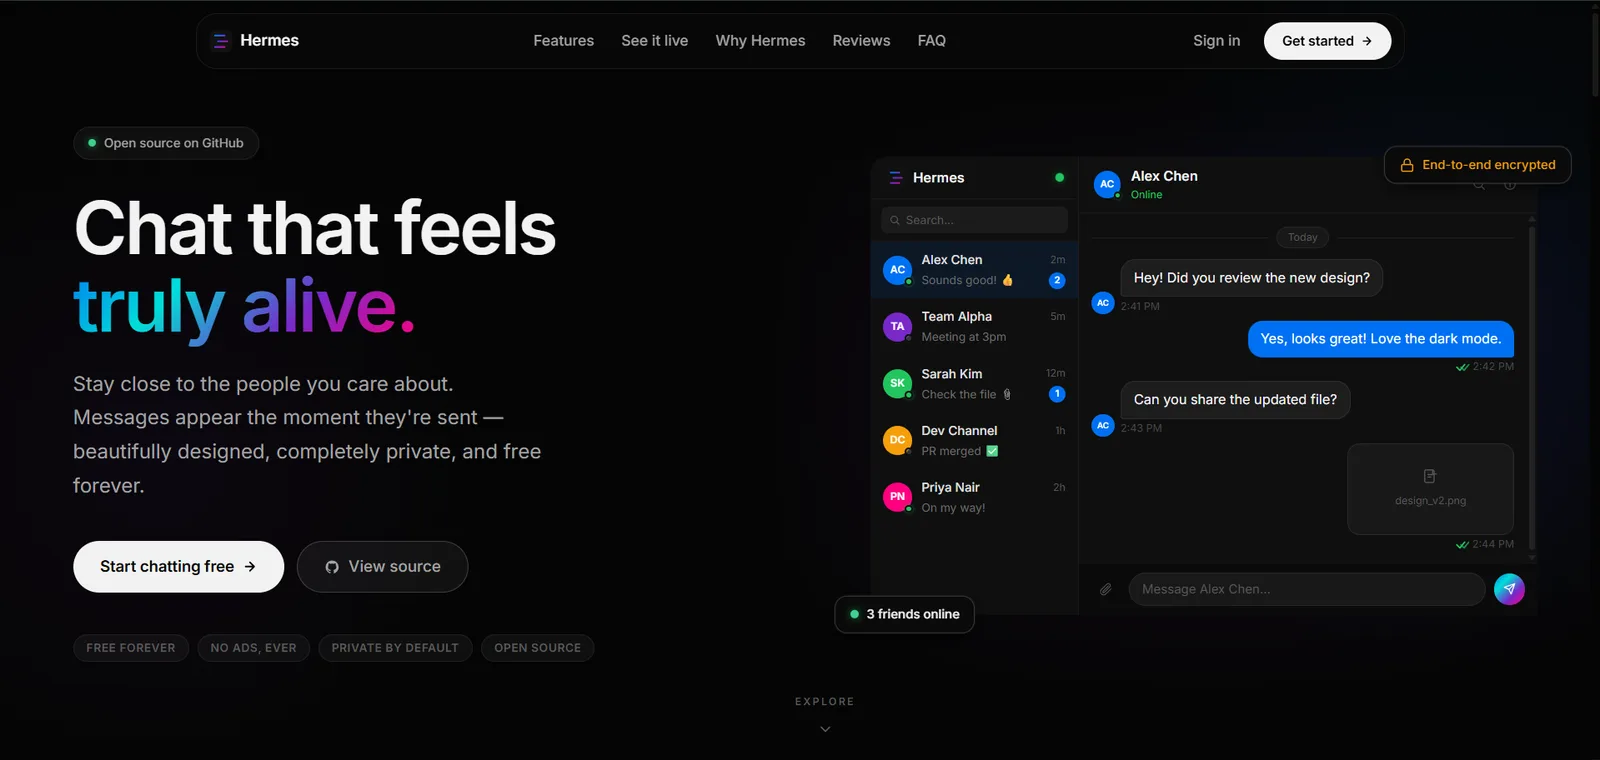 Hermes
Features
See it live
Why Hermes
Reviews
FAQ
Sign in
Get started →
Open source on GitHub
Chat that feels
truly alive.
Stay close to the people you care about.
Messages appear the moment they're sent —
beautifully designed, completely private, and free
forever.
Start chatting free →
View source
FREE FOREVER
NO ADS, EVER
PRIVATE BY DEFAULT
OPEN SOURCE
Hermes
Search...
AC
Alex Chen
2m
Sounds good! 👍
2
TA
Team Alpha
5m
Meeting at 3pm
SK
Sarah Kim
12m
Check the file 📎
1
DC
Dev Channel
1h
PR merged ✅
PN
Priya Nair
2h
On my way!
3 friends online
AC
Alex Chen
Online
End-to-end encrypted
Today
Hey! Did you review the new design?
AC
2:41 PM
Yes, looks great! Love the dark mode.
2:42 PM
Can you share the updated file?
AC
2:43 PM
design_v2.png
2:44 PM
Message Alex Chen...
EXPLORE